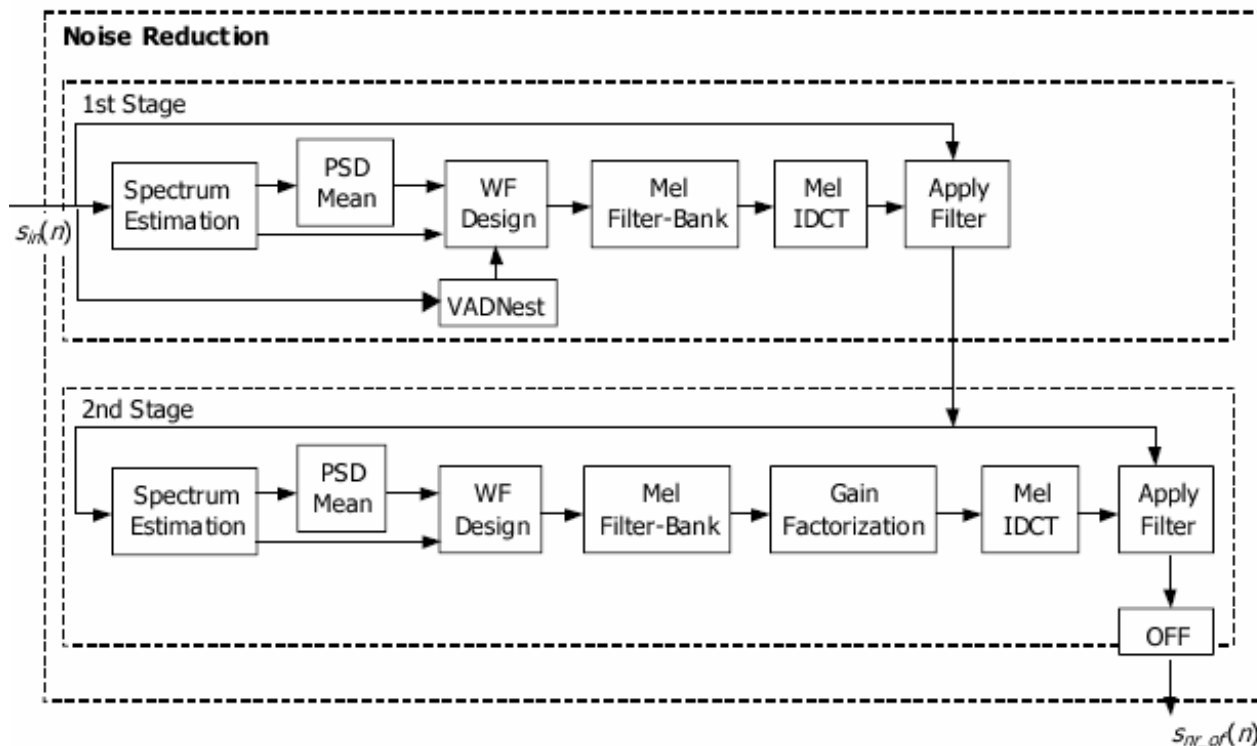 Noise Reduction
1st Stage
Spectrum
Estimation
PSD
Mean
WF
Design
Mel
Filter-Bank
Mel
IDCT
Apply
Filter
s_in(n)
VADNest
2nd Stage
Spectrum
Estimation
PSD
Mean
WF
Design
Mel
Filter-Bank
Gain
Factorization
Mel
IDCT
Apply
Filter
OFF
s_nr_of(n)